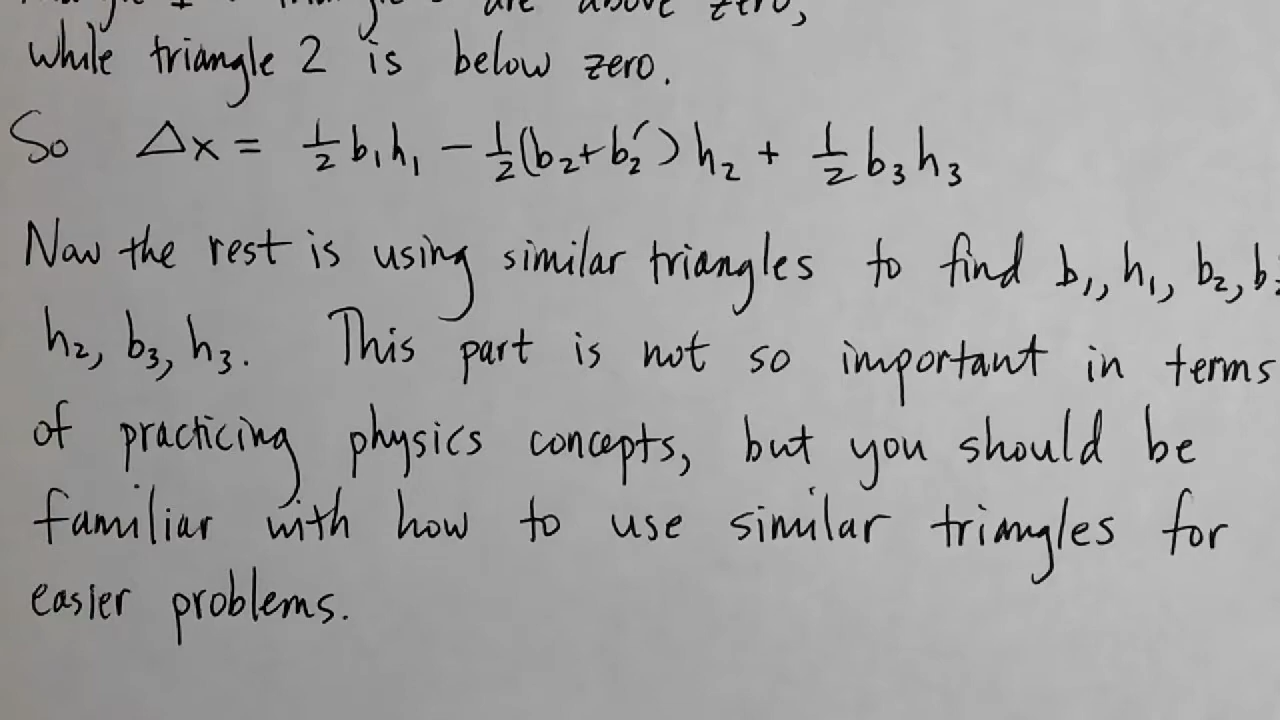 are above zero,
while triangle 2 is below zero.
So Δx = ½b₁h₁ − ½(b₂+b₂′)h₂ + ½b₃h₃
Now the rest is using similar triangles to find b₁, h₁, b₂, b
h₂, b₃, h₃. This part is not so important in terms
of practicing physics concepts, but you should be
familiar with how to use similar triangles for
easier problems.